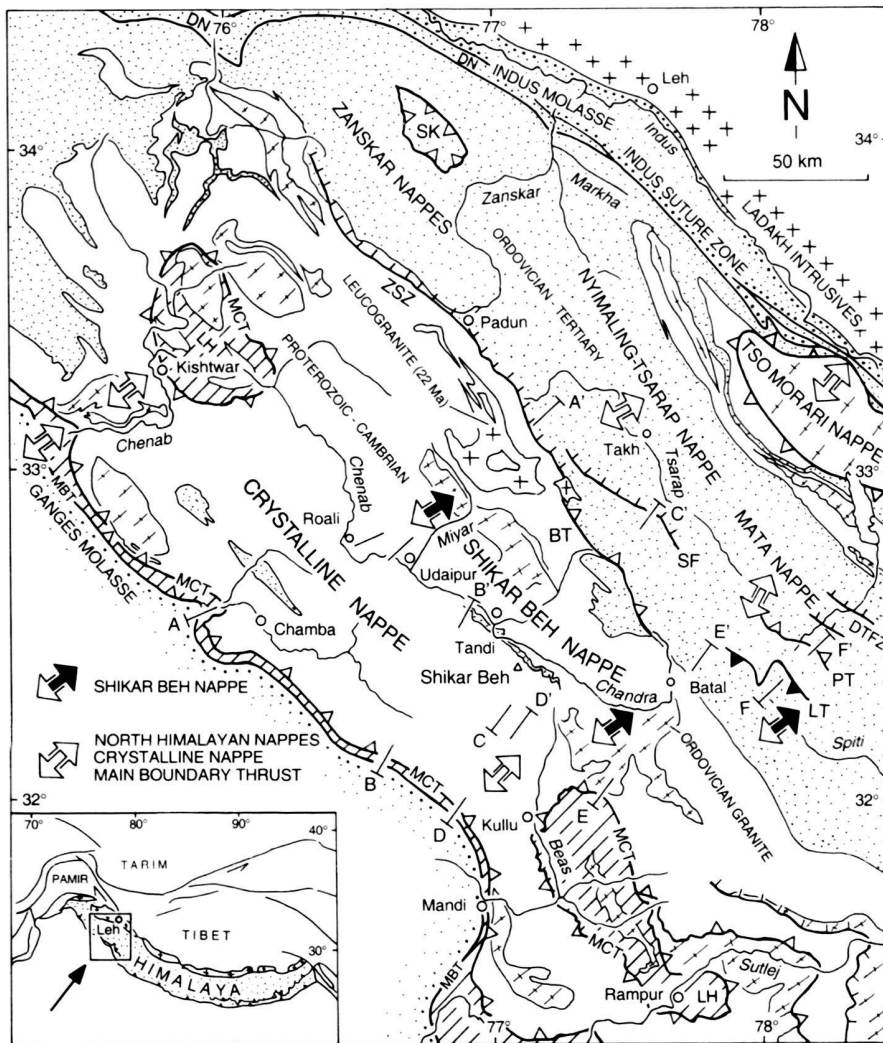 76°
77°
78°
DN
DN
INDUS MOLASSE
Leh
Indus
N
50 km
34°
34°
SK
ZANSKAR NAPPES
Zanskar
Markha
INDUS SUTURE ZONE
LADAKH INTRUSIVES
ORDOVICIAN TERTIARY
NYIMALING-TSARAP NAPPE
ZSZ
LEUCOGRANITE (22 Ma)
MCT
Padun
Kishtwar
PROTEROZOIC - CAMBRIAN
TSO MORARI NAPPE
A'
Takh
Tsarap
Chenab
Chenab
33°
33°
MBT
GANGES MOLASSE
CRYSTALLINE NAPPE
Roali
Miyar
C'
SF
MATA NAPPE
BT
SHIKAR BEH NAPPE
Udaipur
B'
MCT
A
Chamba
Tandi
E'
DTFZ
F'
PT
Shikar Beh
Chandra
Batal
F
LT
D'
Spiti
SHIKAR BEH NAPPE
C
NORTH HIMALAYAN NAPPES
CRYSTALLINE NAPPE
MAIN BOUNDARY THRUST
B
MCT
ORDOVICIAN GRANITE
32°
32°
D
Kullu
E
MCT
Beas
70°
80°
90°
40°
TARIM
PAMIR
Leh
TIBET
30°
HIMALAYA
Mandi
MBT
MCT
Sutlej
Rampur
LH
77°
78°